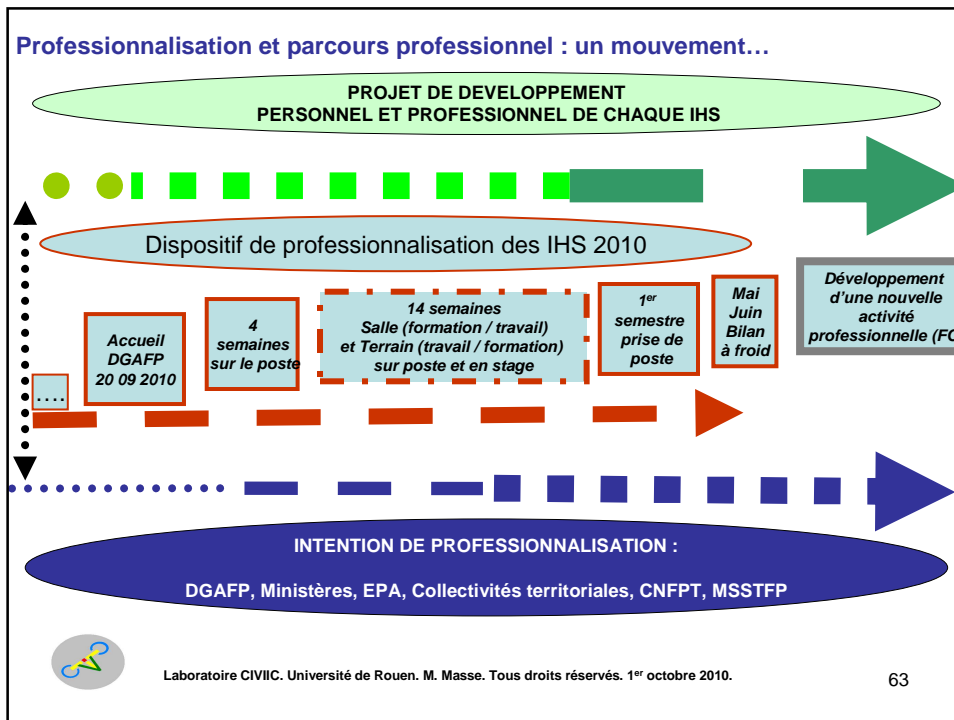 Professionnalisation et parcours professionnel : un mouvement…
PROJET DE DEVELOPPEMENT
PERSONNEL ET PROFESSIONNEL DE CHAQUE IHS
Dispositif de professionnalisation des IHS 2010
....
Accueil
DGAFP
20 09 2010
4
semaines
sur le poste
14 semaines
Salle (formation / travail)
et Terrain (travail / formation)
sur poste et en stage
1er
semestre
prise de
poste
Mai
Juin
Bilan
à froid
Développement
d'une nouvelle
activité
professionnelle (FC
INTENTION DE PROFESSIONNALISATION :
DGAFP, Ministères, EPA, Collectivités territoriales, CNFPT, MSSTFP
Laboratoire CIVIIC. Université de Rouen. M. Masse. Tous droits réservés. 1er octobre 2010.
63